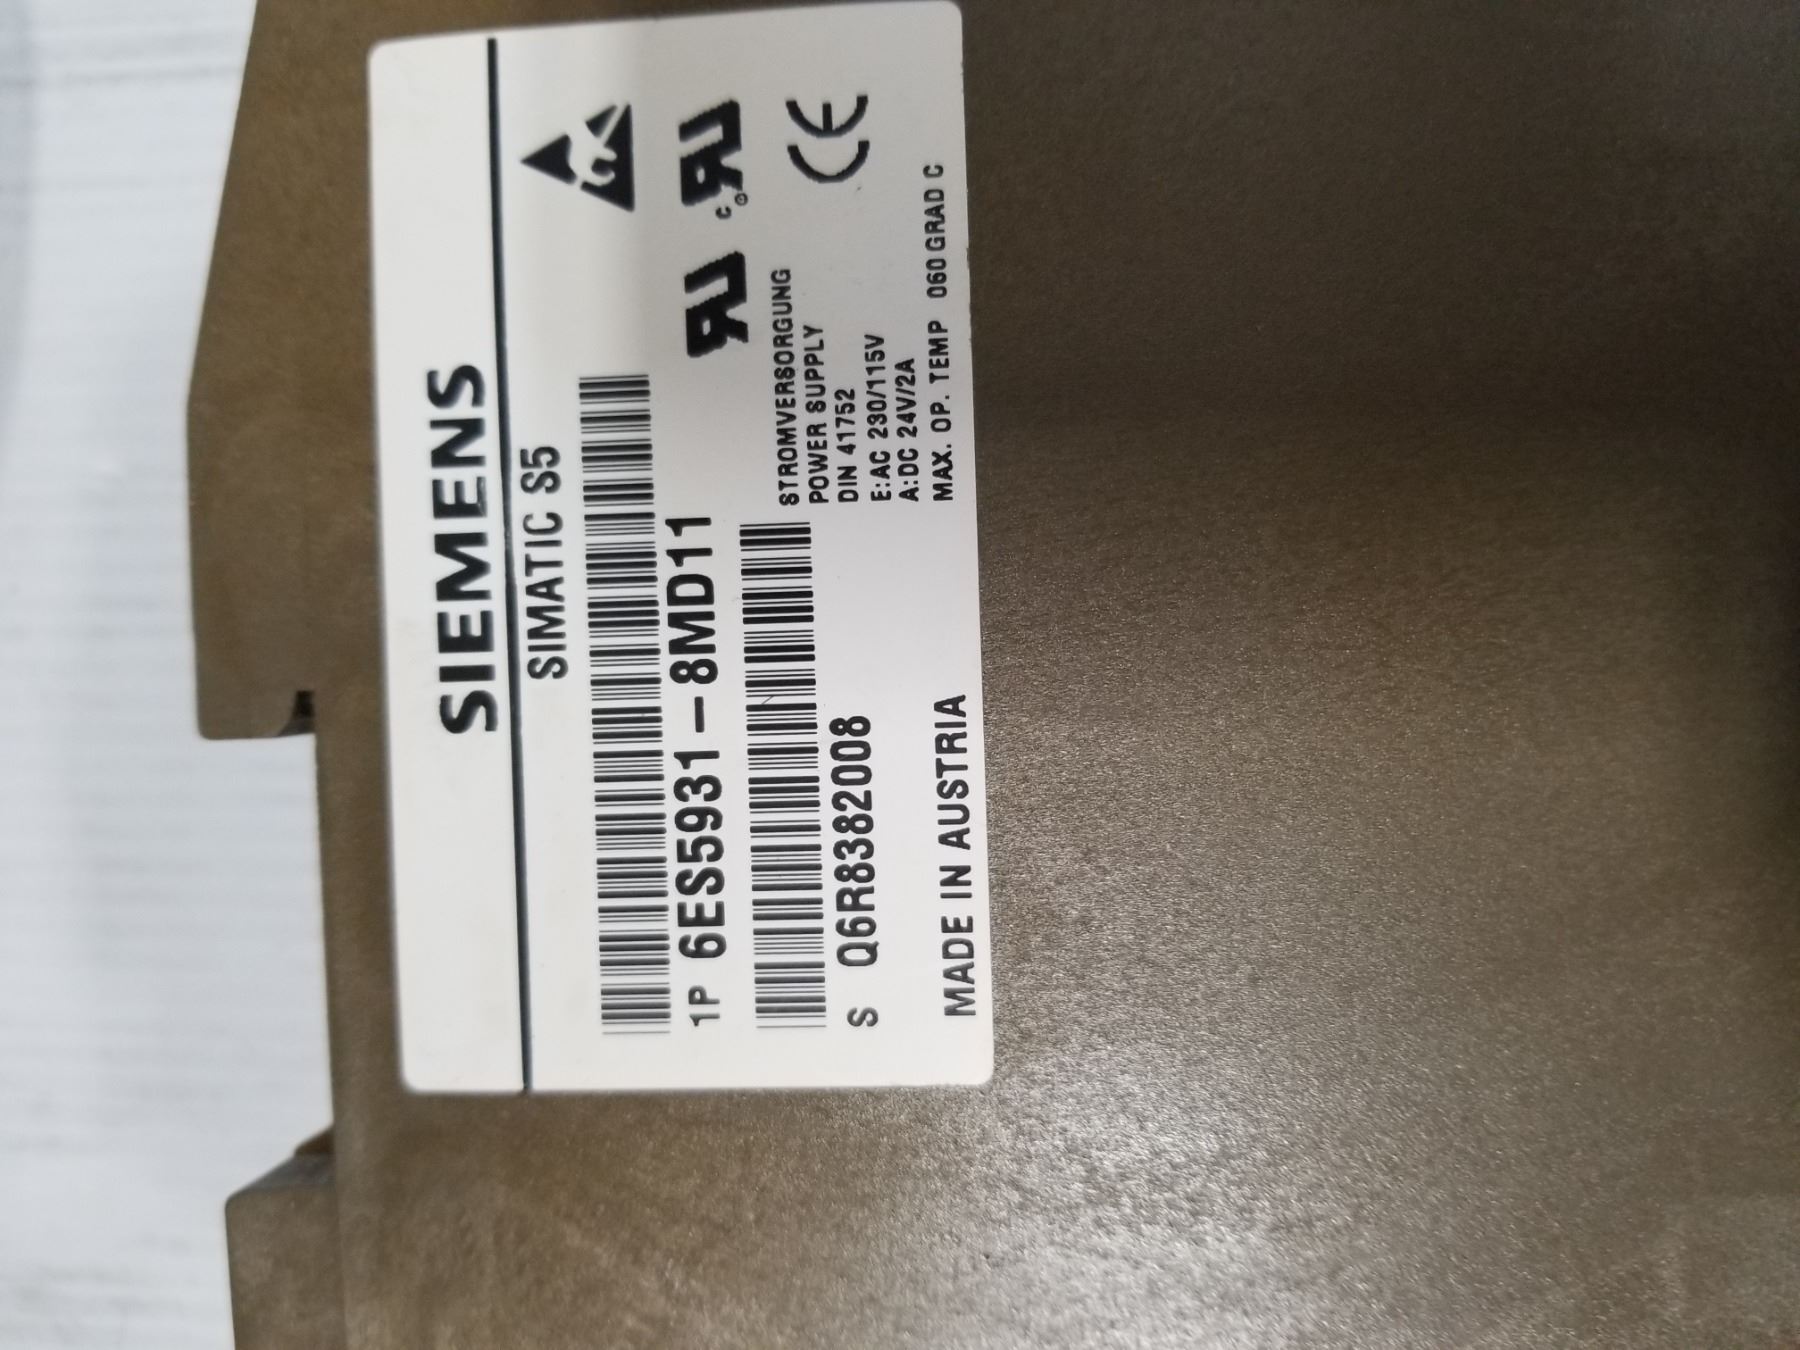 SIEMENS
SIMATIC S5
1P 6ES5931-8MD11
S Q6R8382008
STROMVERSORGUNG
POWER SUPPLY
DIN 41752
E:AC 230/115V
A:DC 24V/2A
MAX. OP. TEMP 060 GRAD C
MADE IN AUSTRIA